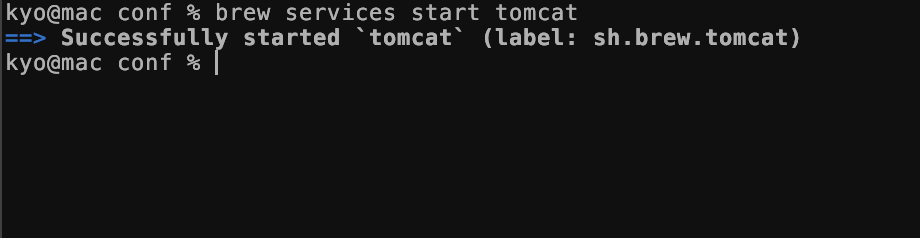 kyo@mac conf % brew services start tomcat
==> Successfully started `tomcat` (label: sh.brew.tomcat)
kyo@mac conf %